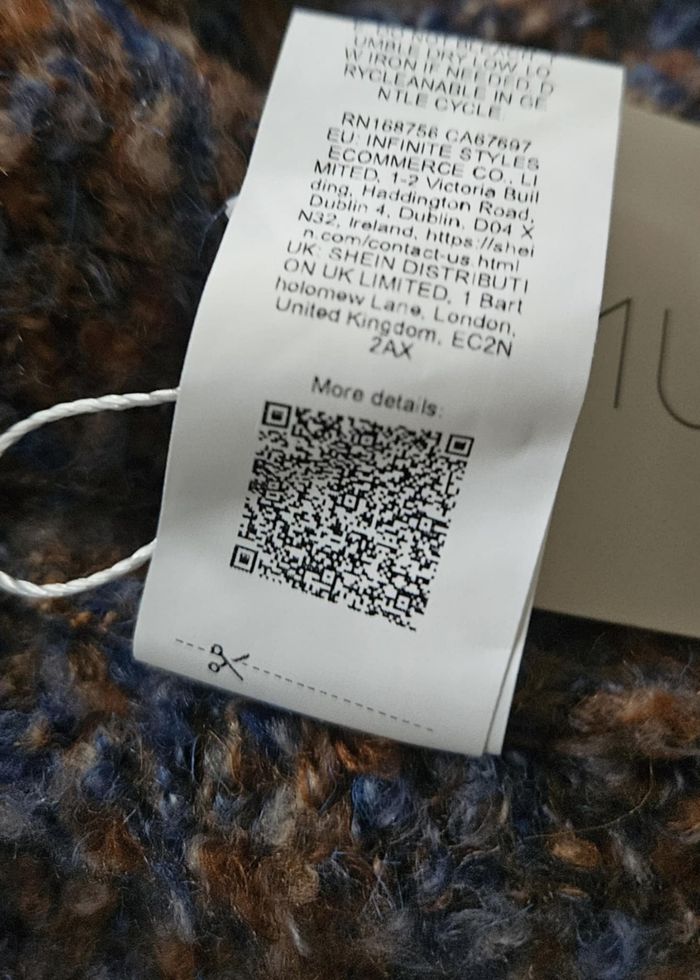 UMBLE DRY LOW LO
W IRON IF NEEDED. D
RYCLEANABLE IN GE
NTLE CYCLE
RN168756 CA67697
EU: INFINITE STYLES
ECOMMERCE CO., LI
MITED, 1-2 Victoria Buil
ding, Haddington Road,
Dublin 4, Dublin, D04 X
N32, Ireland, https://shei
n.com/contact-us.html
UK: SHEIN DISTRIBUTI
ON UK LIMITED, 1 Bart
holomew Lane, London,
United Kingdom, EC2N
2AX
More details: